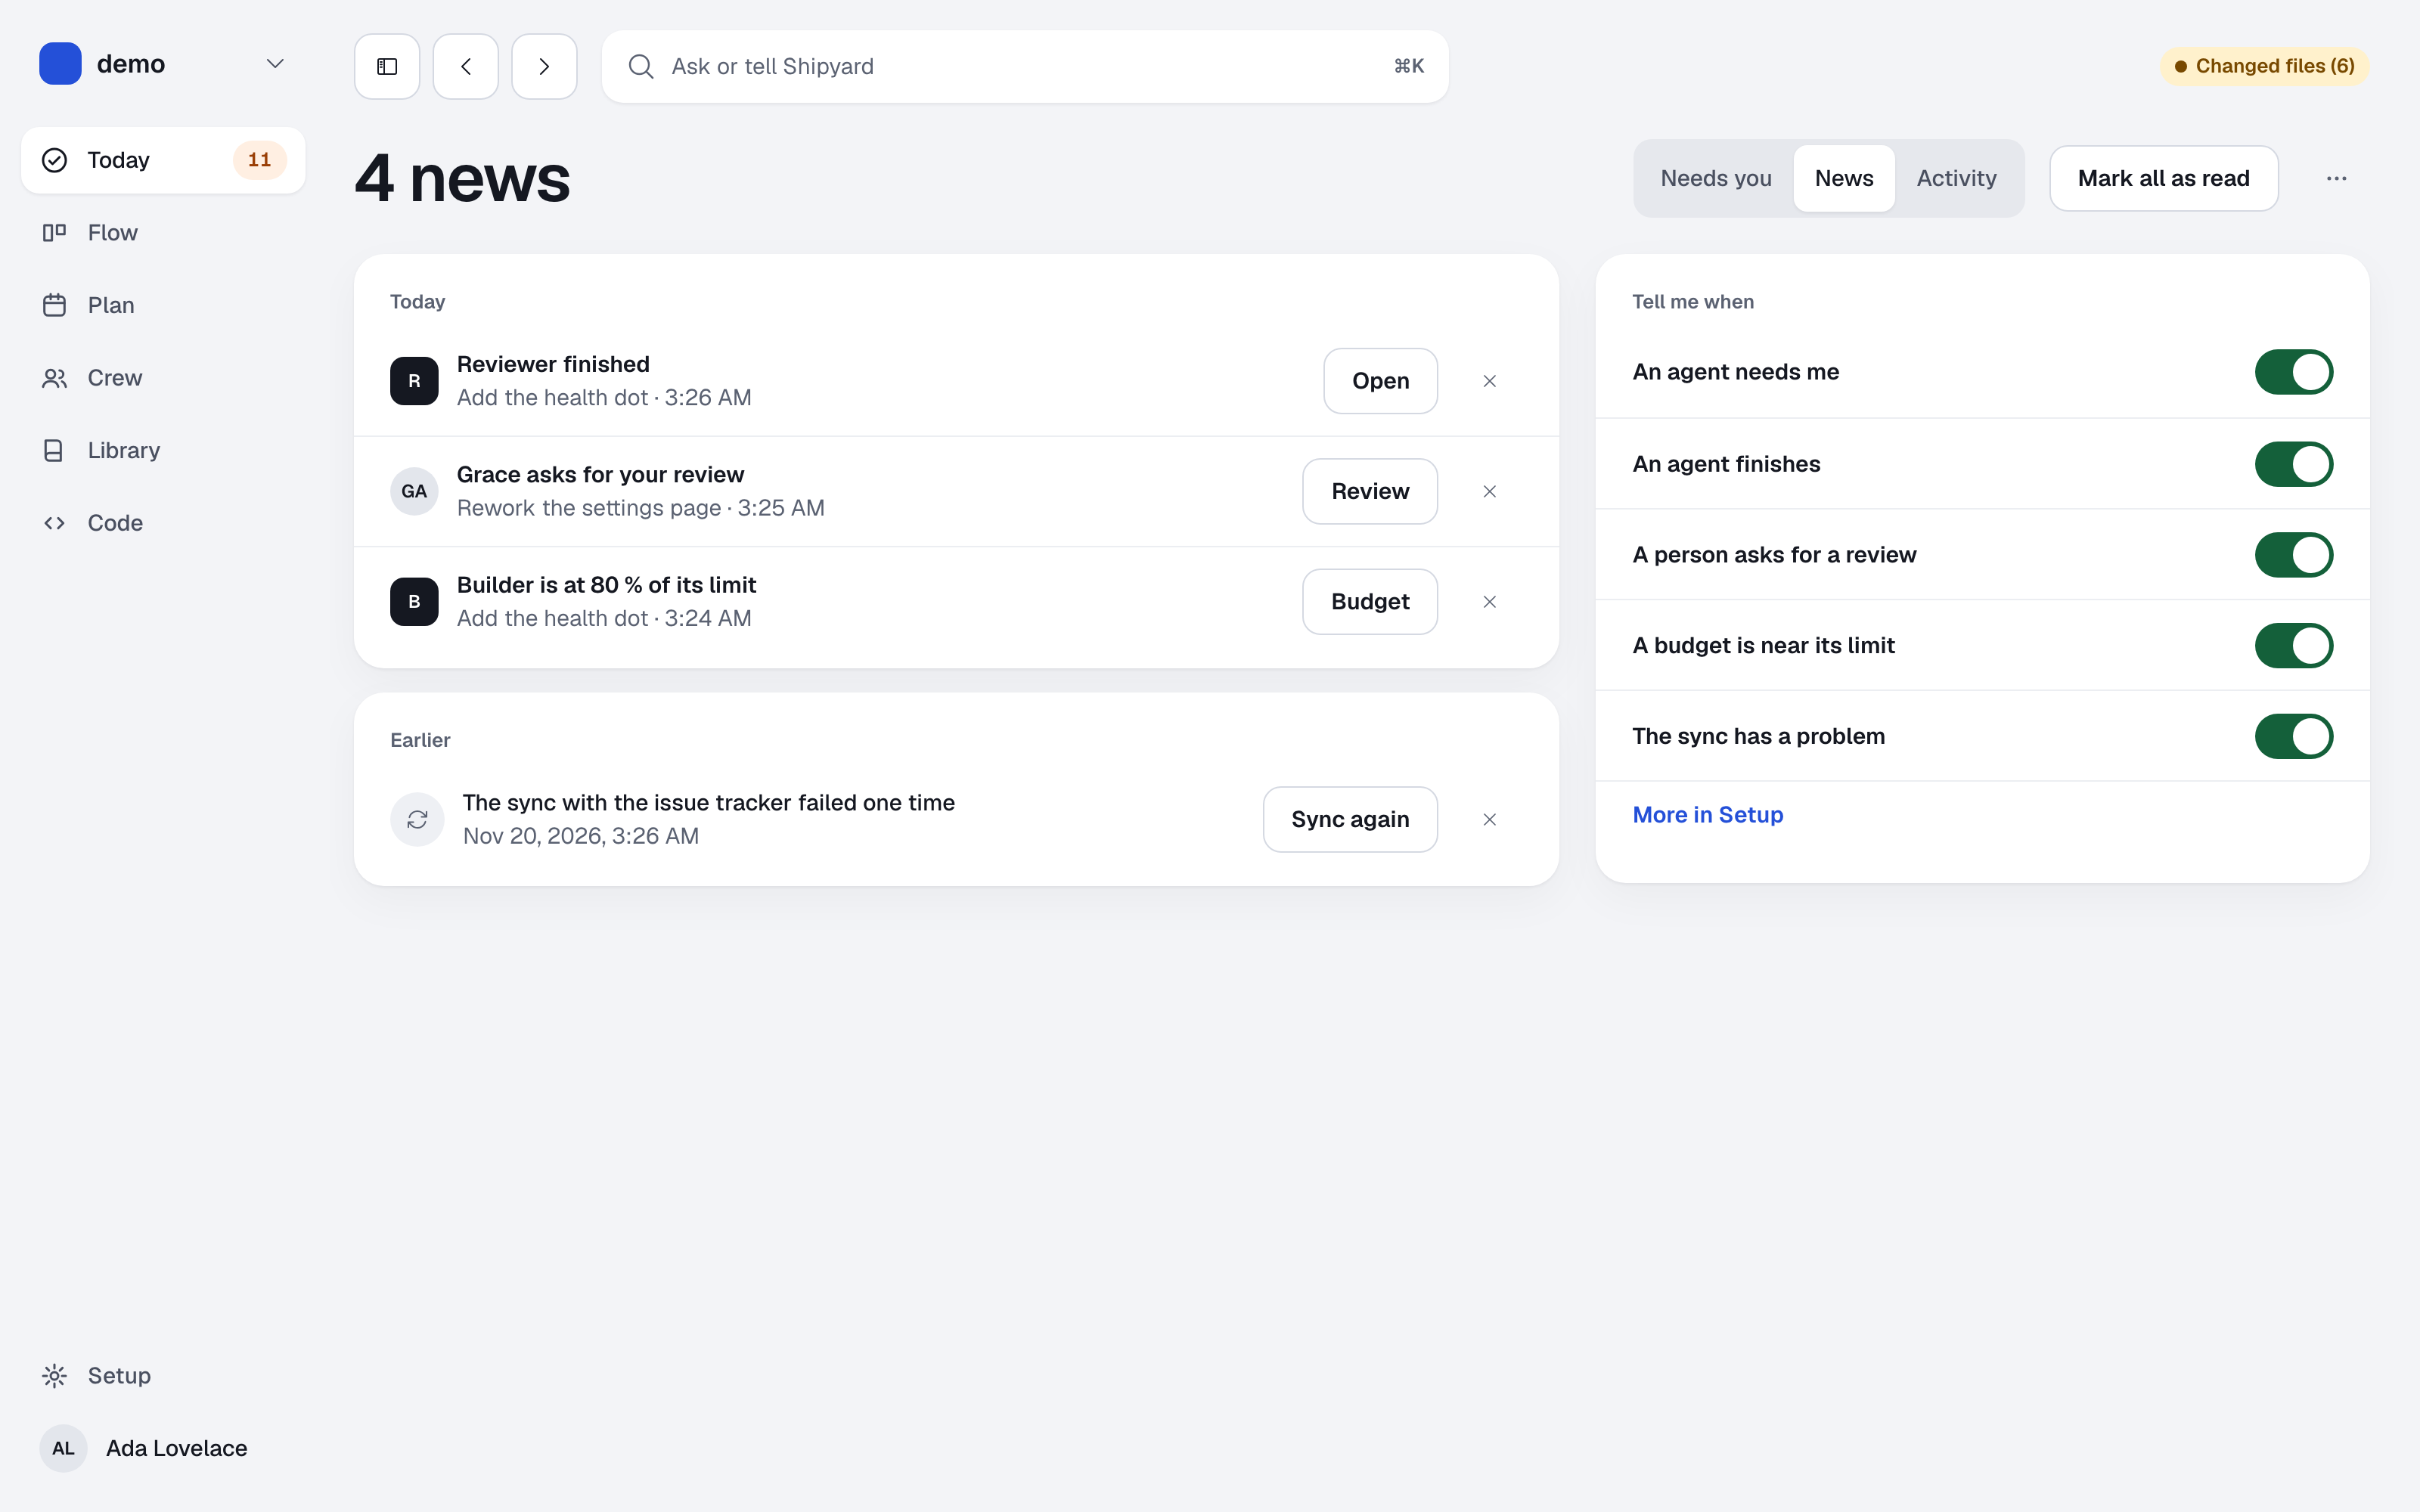 demo
Ask or tell Shipyard
⌘K
Changed files (6)
Today
11
Flow
Plan
Crew
Library
Code
Setup
AL
Ada Lovelace
4 news
Needs you
News
Activity
Mark all as read
Today
R
Reviewer finished
Add the health dot · 3:26 AM
Open
GA
Grace asks for your review
Rework the settings page · 3:25 AM
Review
B
Builder is at 80 % of its limit
Add the health dot · 3:24 AM
Budget
Earlier
The sync with the issue tracker failed one time
Nov 20, 2026, 3:26 AM
Sync again
Tell me when
An agent needs me
An agent finishes
A person asks for a review
A budget is near its limit
The sync has a problem
More in Setup